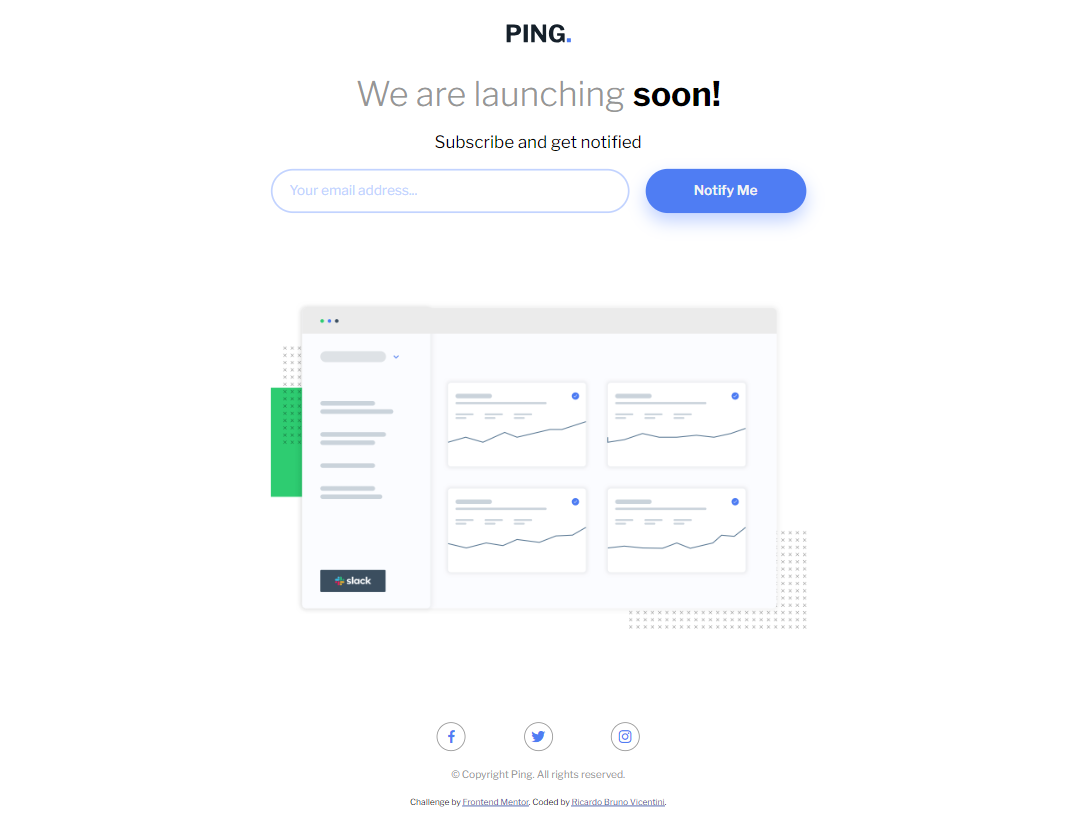 PING.
We are launching soon!
Subscribe and get notified
Your email address...
Notify Me
slack
© Copyright Ping. All rights reserved.
Challenge by Frontend Mentor. Coded by Ricardo Bruno Vicentini.